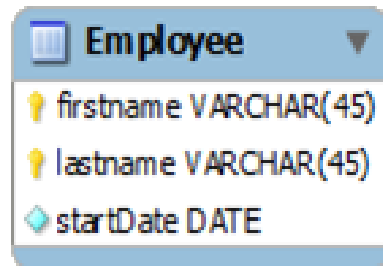 Employee
firstname VARCHAR(45)
lastname VARCHAR(45)
startDate DATE